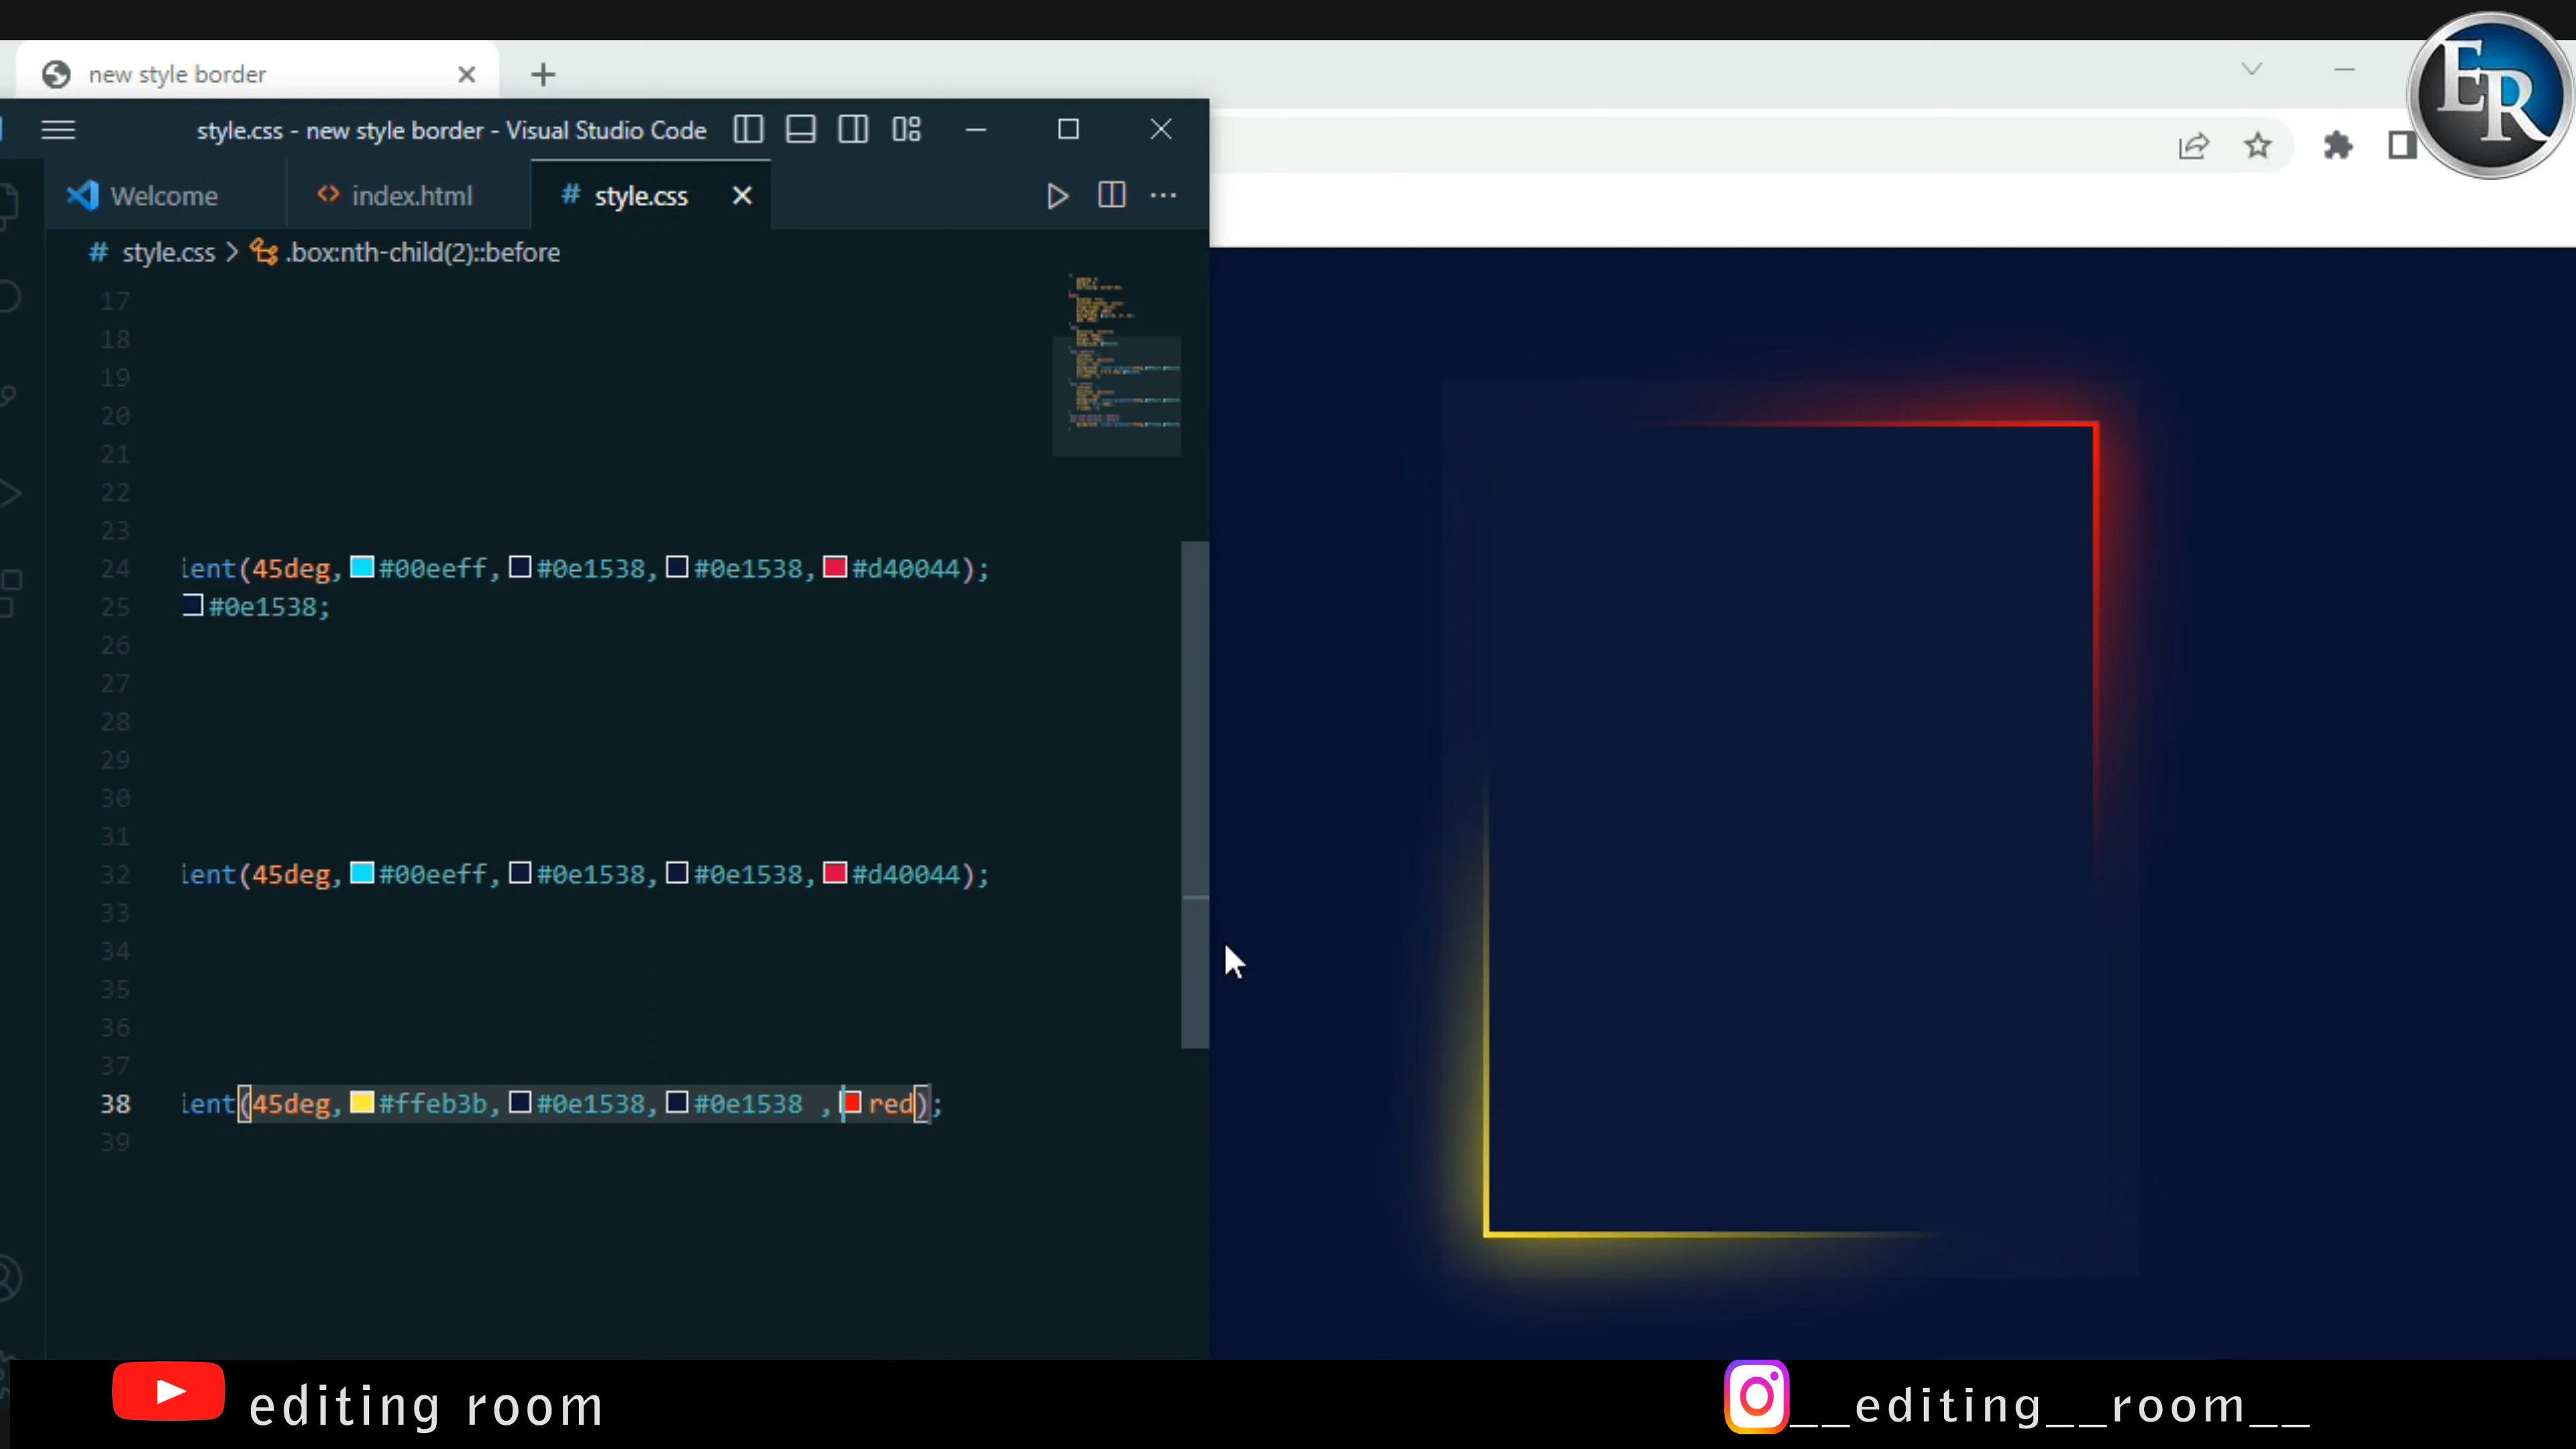 new style border
ER
style.css - new style border - Visual Studio Code
Welcome
index.html
# style.css
# style.css > .box:nth-child(2)::before
17
18
19
20
21
22
23
24 ient(45deg, #00eeff, #0e1538, #0e1538, #d40044);
25 #0e1538;
26
27
28
29
30
31
32 ient(45deg, #00eeff, #0e1538, #0e1538, #d40044);
33
34
35
36
37
38 ient(45deg, #ffeb3b, #0e1538, #0e1538 , red);
39
editing room
__editing__room__